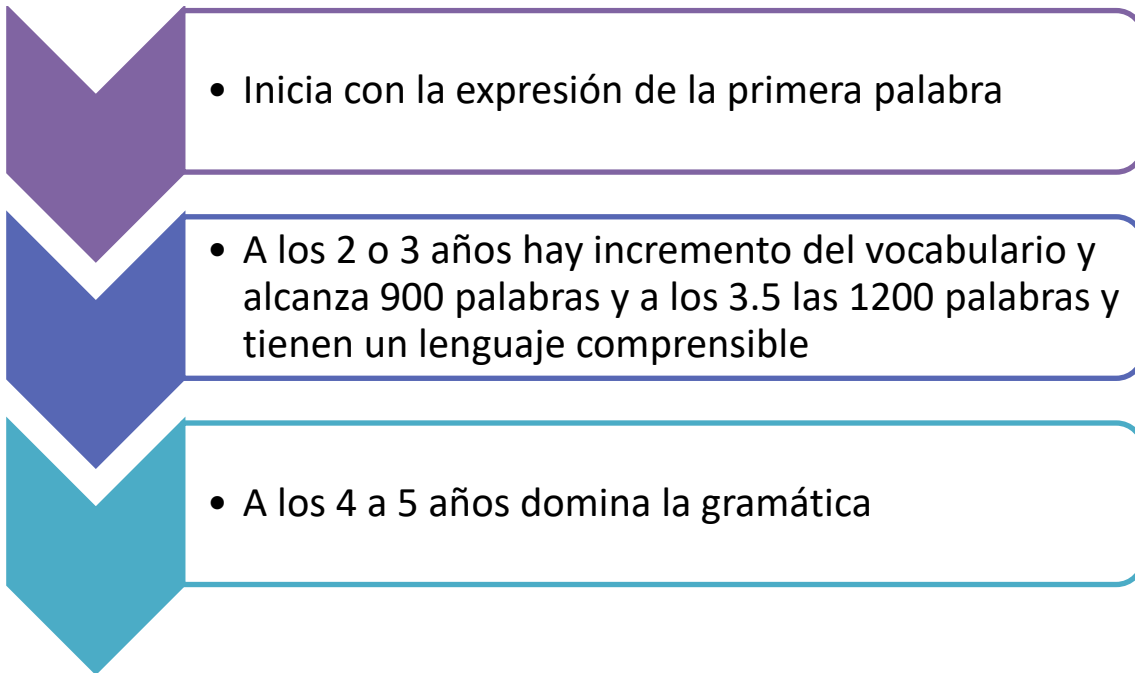 • Inicia con la expresión de la primera palabra
• A los 2 o 3 años hay incremento del vocabulario y
alcanza 900 palabras y a los 3.5 las 1200 palabras y
tienen un lenguaje comprensible
• A los 4 a 5 años domina la gramática